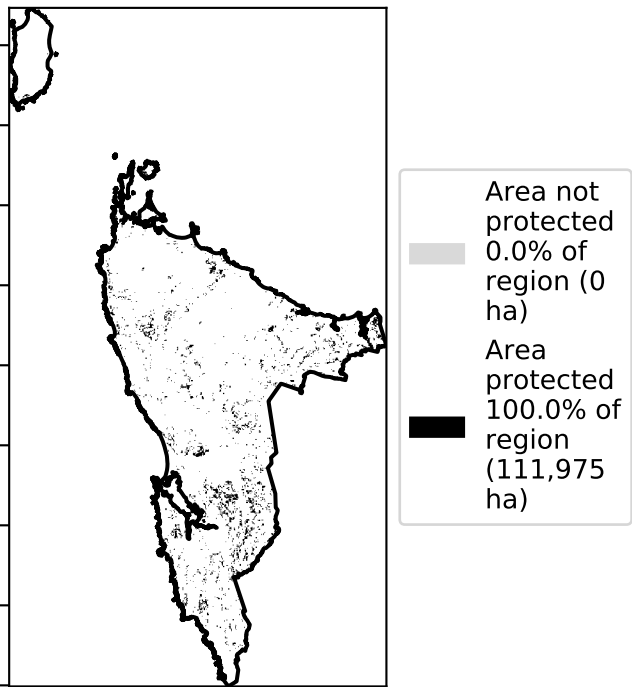 Area not
protected
0.0% of
region (0
ha)
Area
protected
100.0% of
region
(111,975
ha)